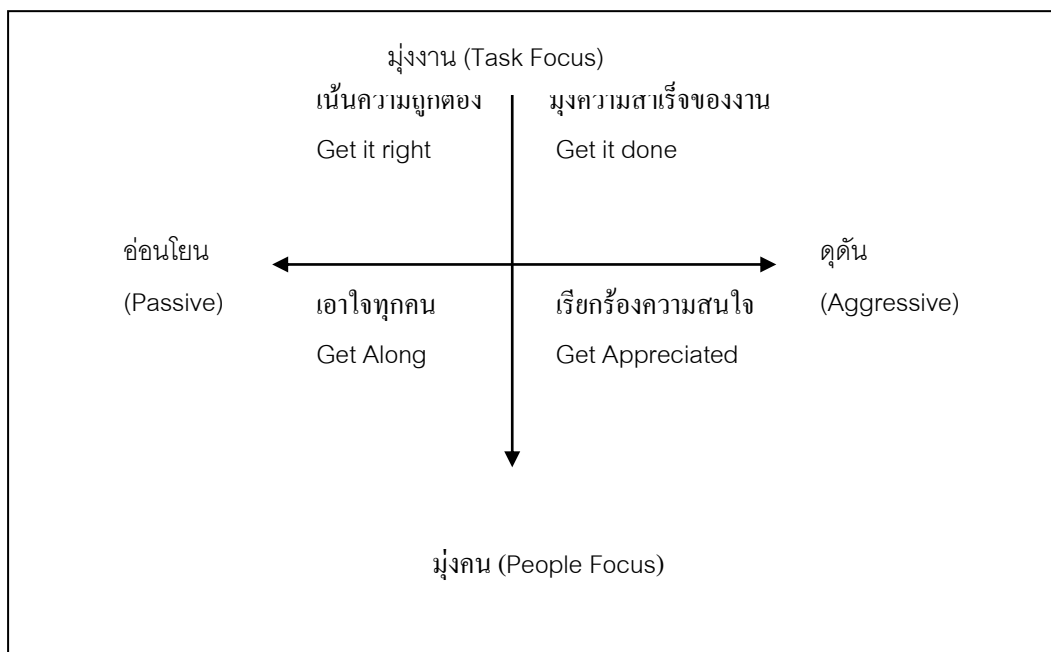 มุ่งงาน (Task Focus)
เน้นความถูกต้อง
มุ่งความสำเร็จของงาน
Get it right
Get it done
อ่อนโยน
(Passive)
ดุดัน
(Aggressive)
เอาใจทุกคน
Get Along
เรียกร้องความสนใจ
Get Appreciated
มุ่งคน (People Focus)